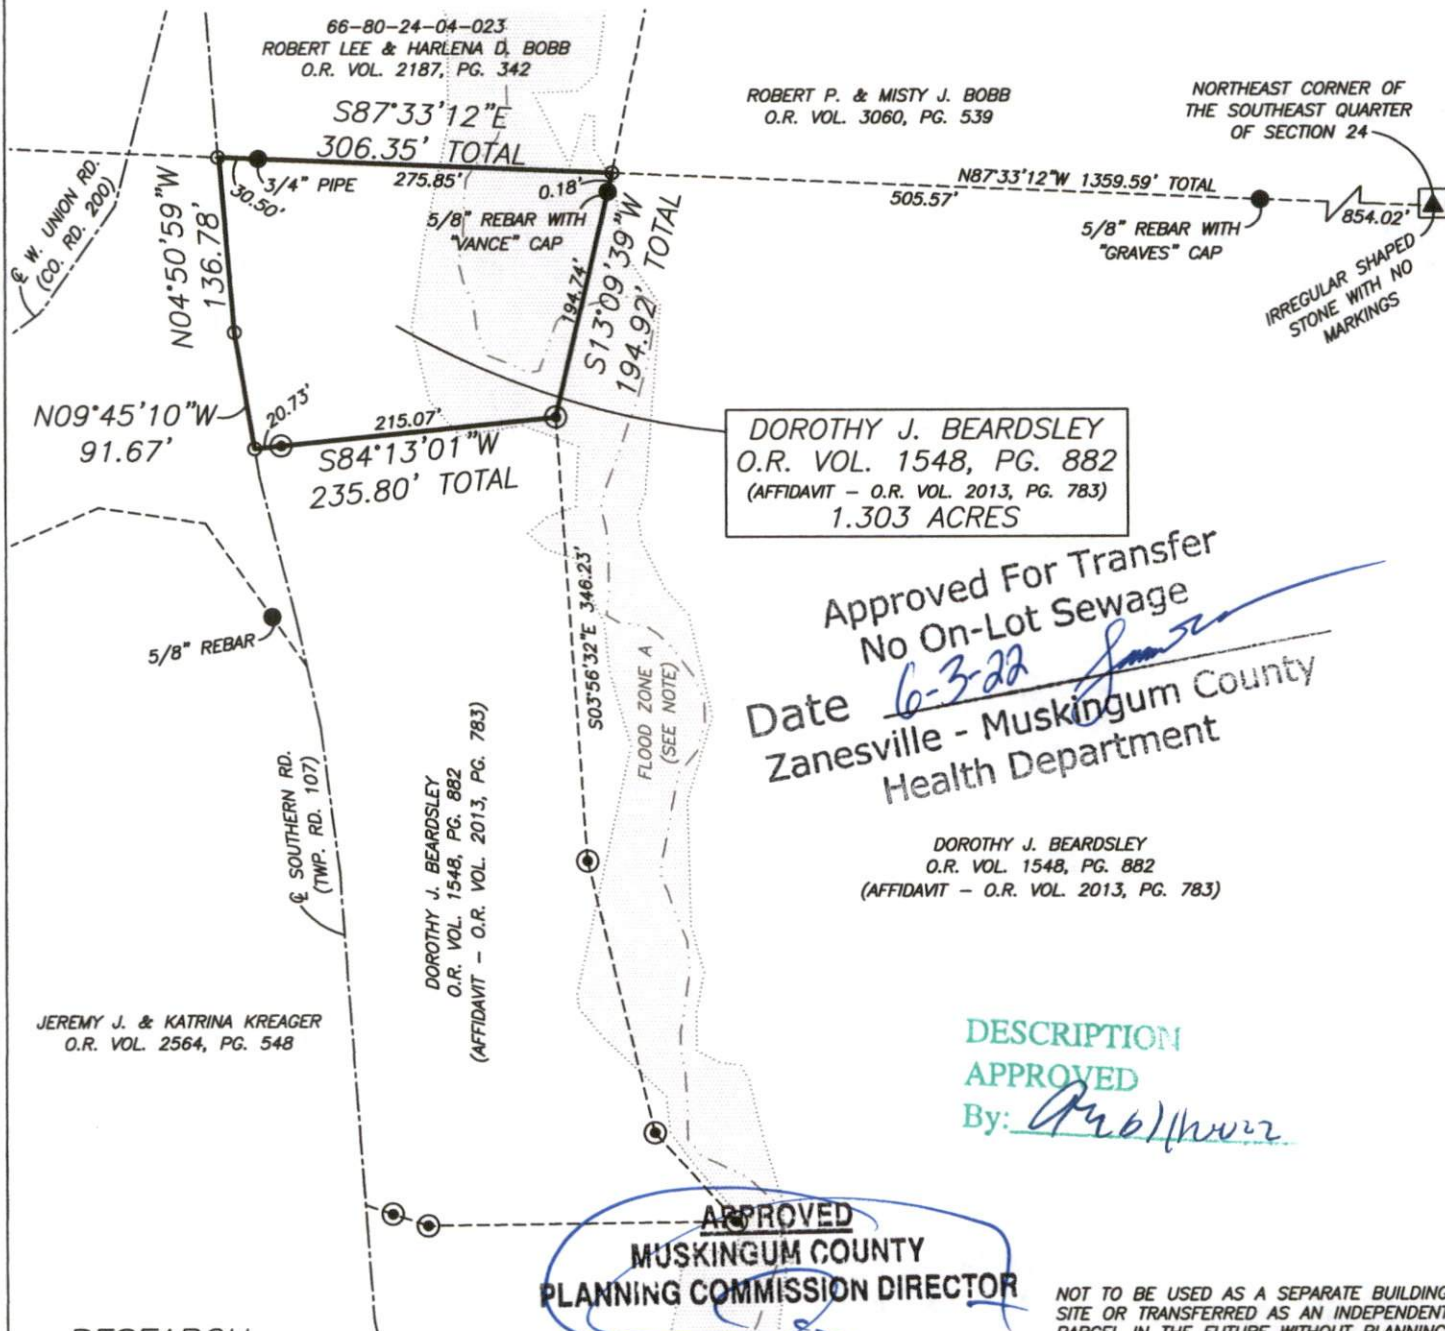 66-80-24-04-023
ROBERT LEE & HARLENA D. BOBB
O.R. VOL. 2187, PG. 342
S87°33'12"E
306.35' TOTAL
275.85'
30.50'
3/4" PIPE
0.18'
5/8" REBAR WITH
"VANCE" CAP
ROBERT P. & MISTY J. BOBB
O.R. VOL. 3060, PG. 539
NORTHEAST CORNER OF
THE SOUTHEAST QUARTER
OF SECTION 24
N87°33'12"W 1359.59' TOTAL
505.57'
854.02'
5/8" REBAR WITH
"GRAVES" CAP
IRREGULAR SHAPED
STONE WITH NO
MARKINGS
℄ W. UNION RD.
(CO. RD. 200)
N04°50'59"W
136.78'
194.74'
S13°09'39"W
194.92' TOTAL
N09°45'10"W
91.67'
20.73'
215.07'
S84°13'01"W
235.80' TOTAL
DOROTHY J. BEARDSLEY
O.R. VOL. 1548, PG. 882
(AFFIDAVIT – O.R. VOL. 2013, PG. 783)
1.303 ACRES
Approved For Transfer
No On-Lot Sewage
Date 6-3-22
Zanesville - Muskingum County
Health Department
5/8" REBAR
S03°56'32"E 346.23'
FLOOD ZONE A
(SEE NOTE)
℄ SOUTHERN RD.
(TWP. RD. 107)
DOROTHY J. BEARDSLEY
O.R. VOL. 1548, PG. 882
(AFFIDAVIT – O.R. VOL. 2013, PG. 783)
DOROTHY J. BEARDSLEY
O.R. VOL. 1548, PG. 882
(AFFIDAVIT – O.R. VOL. 2013, PG. 783)
JEREMY J. & KATRINA KREAGER
O.R. VOL. 2564, PG. 548
DESCRIPTION
APPROVED
By:
APPROVED
MUSKINGUM COUNTY
PLANNING COMMISSION DIRECTOR
NOT TO BE USED AS A SEPARATE BUILDING
SITE OR TRANSFERRED AS AN INDEPENDENT
PARCEL IN THE FUTURE WITHOUT PLANNING
RESEARCH